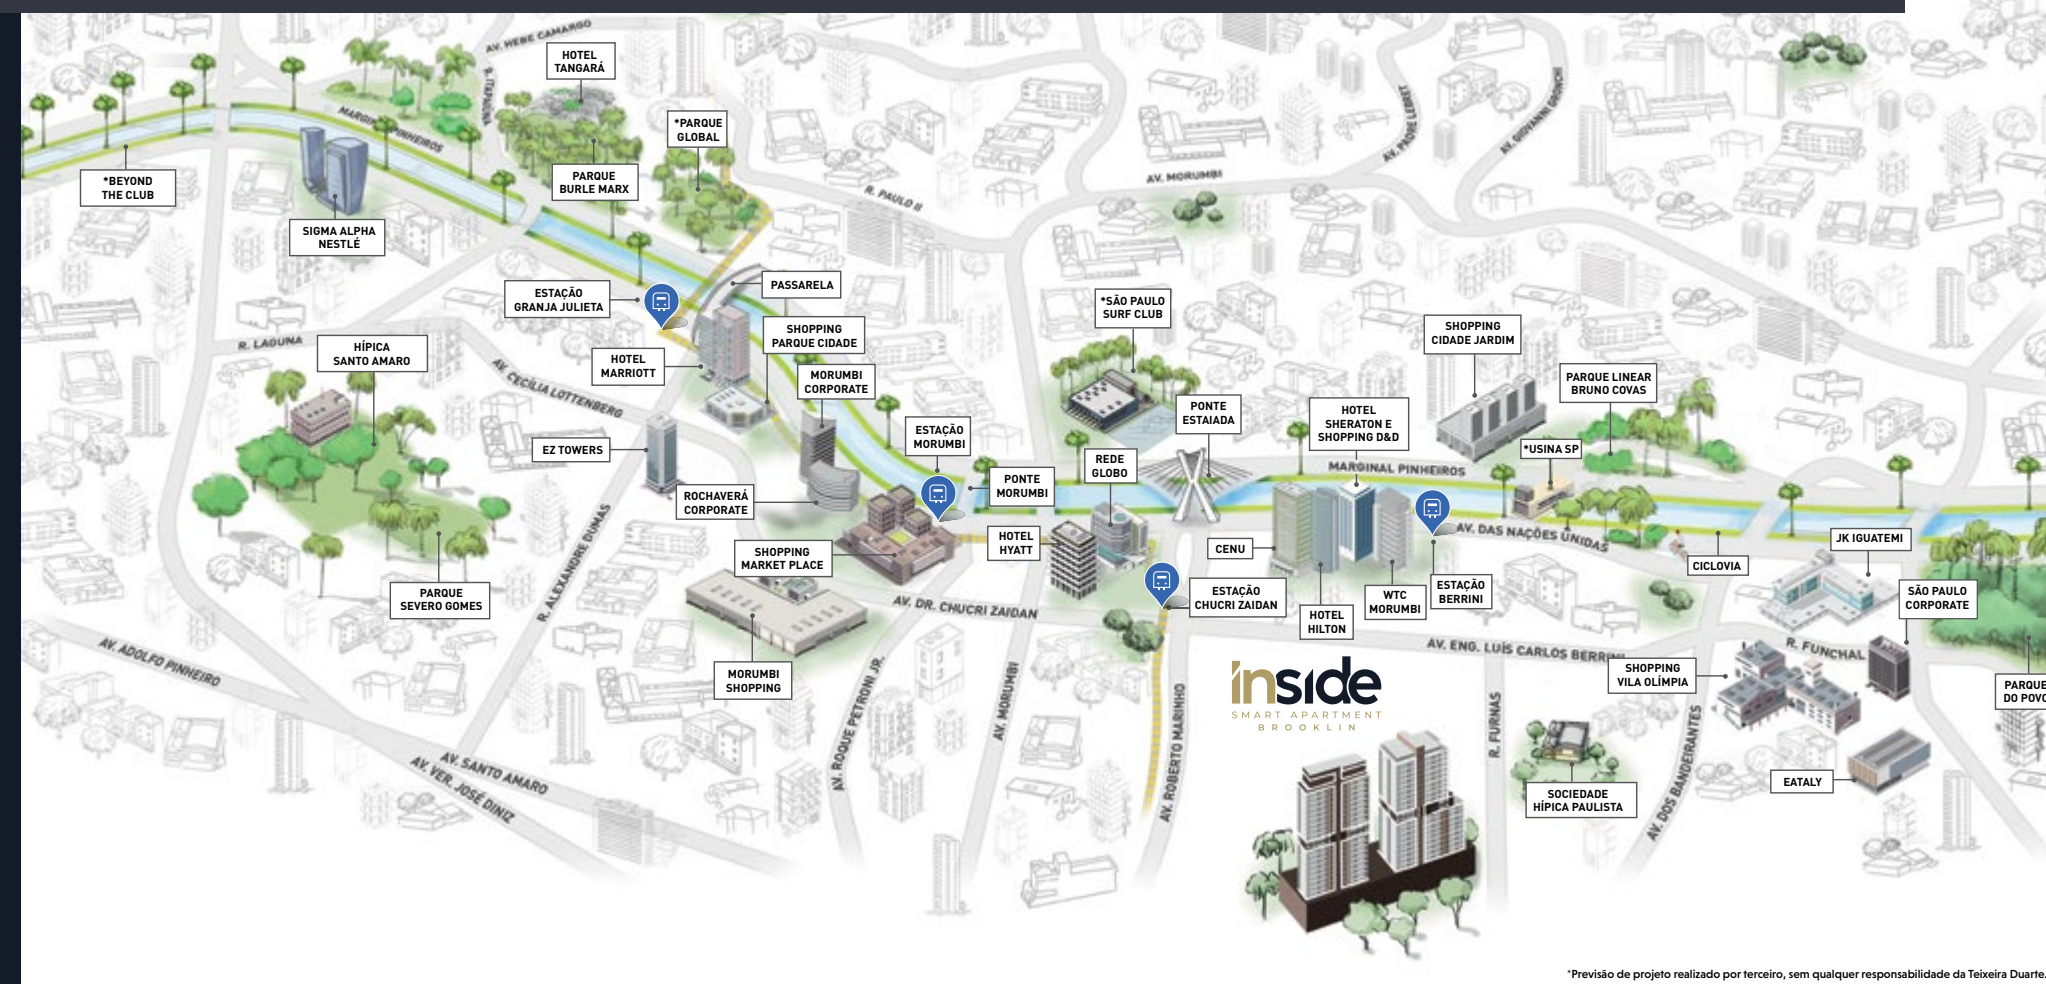 AV. HEBE CAMARGO
HOTEL
TANGARÁ
R. ITAPAIÚNA
MARGINAL PINHEIROS
*PARQUE
GLOBAL
AV. PADRE LEBRET
AV. GIOVANNI GRONCHI
*BEYOND
THE CLUB
PARQUE
BURLE MARX
AV. MORUMBI
R. PAULO II
SIGMA ALPHA
NESTLÉ
PASSARELA
ESTAÇÃO
GRANJA JULIETA
*SÃO PAULO
SURF CLUB
SHOPPING
PARQUE CIDADE
SHOPPING
CIDADE JARDIM
R. LAGUNA
HÍPICA
SANTO AMARO
HOTEL
MARRIOTT
MORUMBI
CORPORATE
PARQUE LINEAR
BRUNO COVAS
AV. CECÍLIA LOTTENBERG
PONTE
ESTAIADA
HOTEL
SHERATON E
SHOPPING D&D
ESTAÇÃO
MORUMBI
EZ TOWERS
*USINA SP
REDE
GLOBO
MARGINAL PINHEIROS
PONTE
MORUMBI
ROCHAVERÁ
CORPORATE
R. ALEXANDRE DUMAS
AV. DAS NAÇÕES UNIDAS
HOTEL
HYATT
CENU
JK IGUATEMI
SHOPPING
MARKET PLACE
CICLOVIA
PARQUE
SEVERO GOMES
ESTAÇÃO
CHUCRI ZAIDAN
WTC
MORUMBI
ESTAÇÃO
BERRINI
SÃO PAULO
CORPORATE
AV. DR. CHUCRI ZAIDAN
HOTEL
HILTON
AV. ADOLFO PINHEIRO
AV. ENG. LUÍS CARLOS BERRINI
R. FUNCHAL
MORUMBI
SHOPPING
SHOPPING
VILA OLÍMPIA
PARQUE
DO POVO
inside
SMART APARTMENT
BROOKLIN
AV. ROQUE PETRONI JR.
AV. MORUMBI
AV. ROBERTO MARINHO
R. FURNAS
AV. DOS BANDEIRANTES
AV. SANTO AMARO
AV. VER. JOSÉ DINIZ
EATALY
SOCIEDADE
HÍPICA PAULISTA
*Previsão de projeto realizado por terceiro, sem qualquer responsabilidade da Teixeira Duarte.